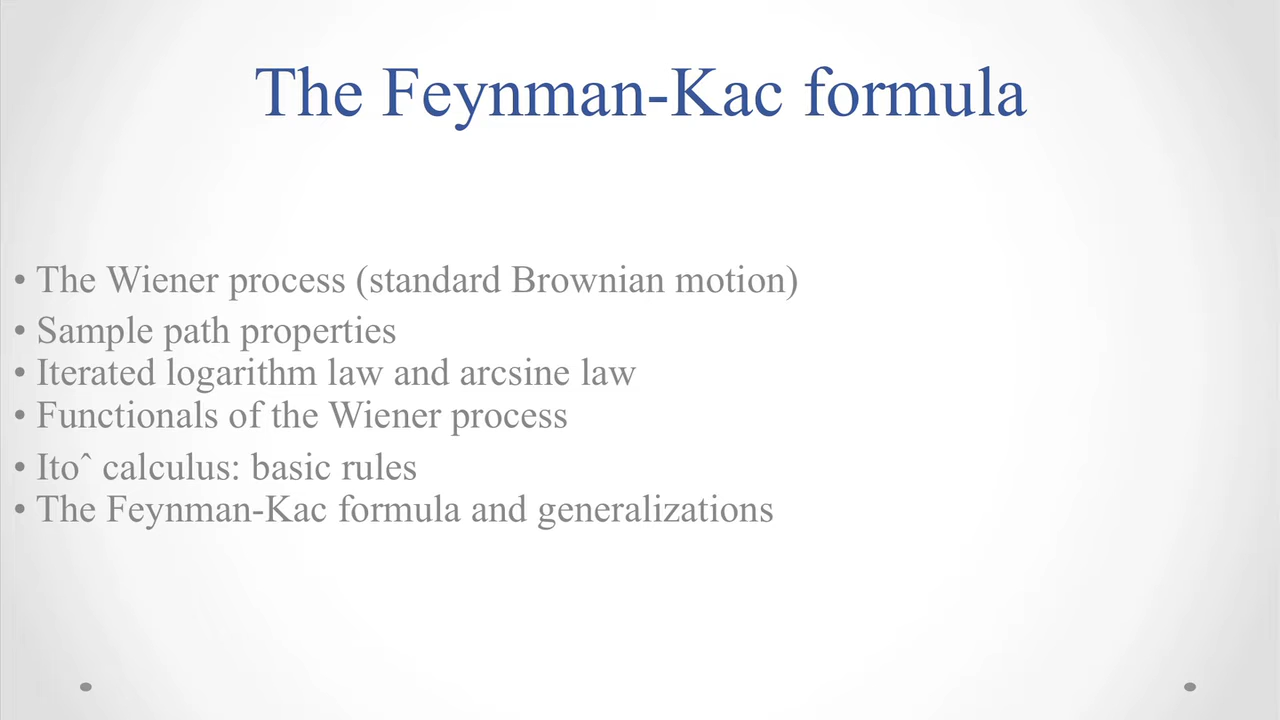 The Feynman-Kac formula
• The Wiener process (standard Brownian motion)
• Sample path properties
• Iterated logarithm law and arcsine law
• Functionals of the Wiener process
• Itoˆ calculus: basic rules
• The Feynman-Kac formula and generalizations